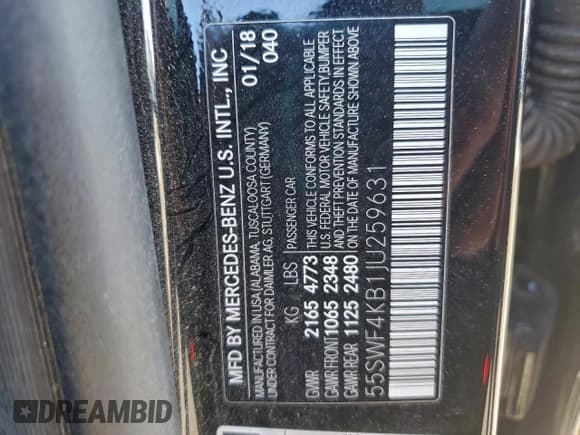 MFD BY MERCEDES-BENZ U.S. INTL., INC
MANUFACTURED IN USA (ALABAMA, TUSCALOOSA COUNTY)
UNDER CONTRACT FOR DAIMLER AG, STUTTGART (GERMANY)
01/18
040
KG LBS PASSENGER CAR
GVWR 2165 4773 THIS VEHICLE CONFORMS TO ALL APPLICABLE
GAWR FRONT 1065 2348 U.S. FEDERAL MOTOR VEHICLE SAFETY,BUMPER
GAWR REAR 1125 2480 AND THEFT PREVENTION STANDARDS IN EFFECT
ON THE DATE OF MANUFACTURE SHOWN ABOVE
55SWF4KB1JU259631
DREAMBID